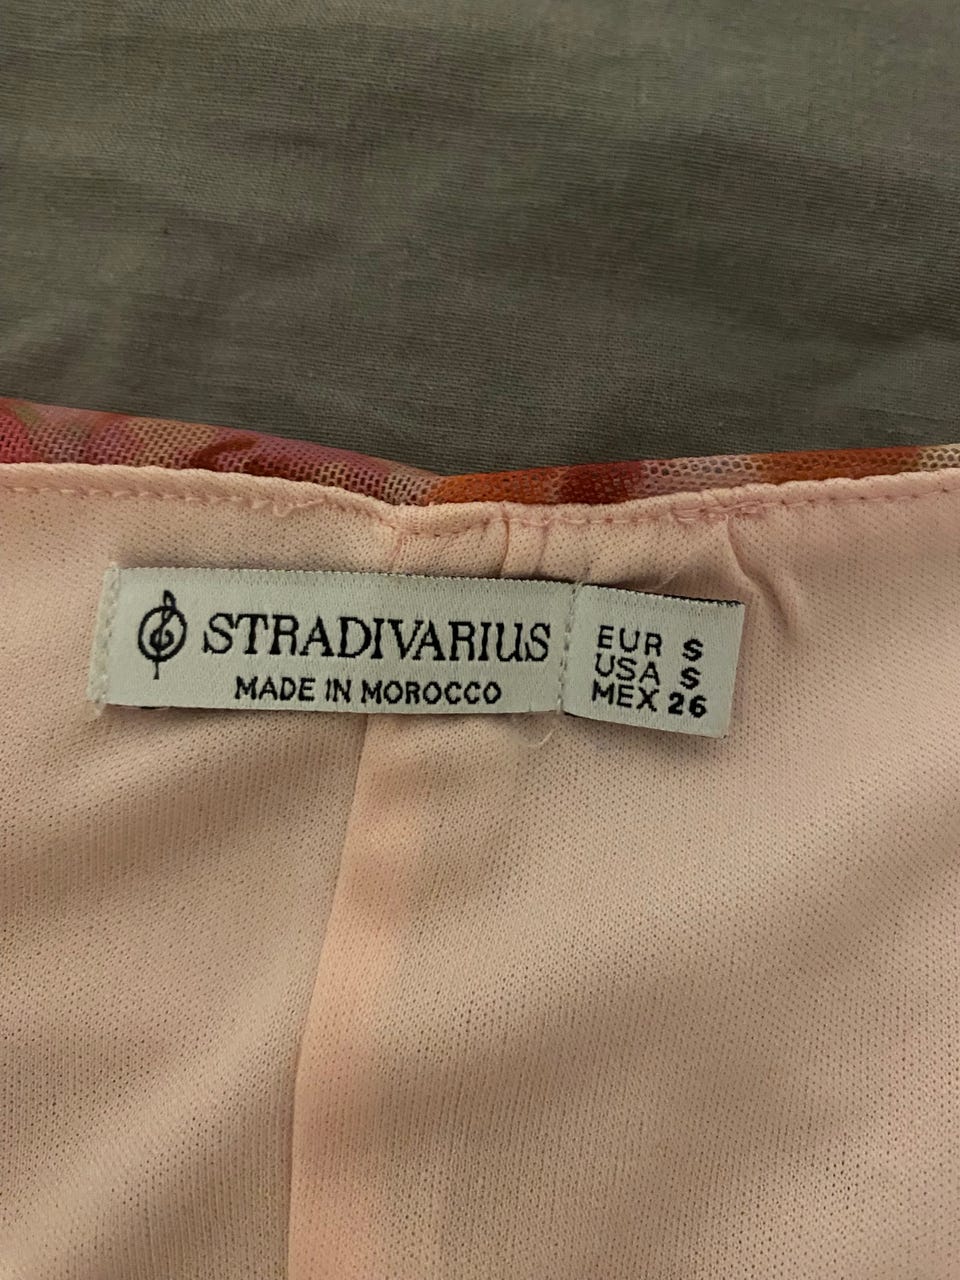 STRADIVARIUS
MADE IN MOROCCO
EUR S
USA S
MEX 26